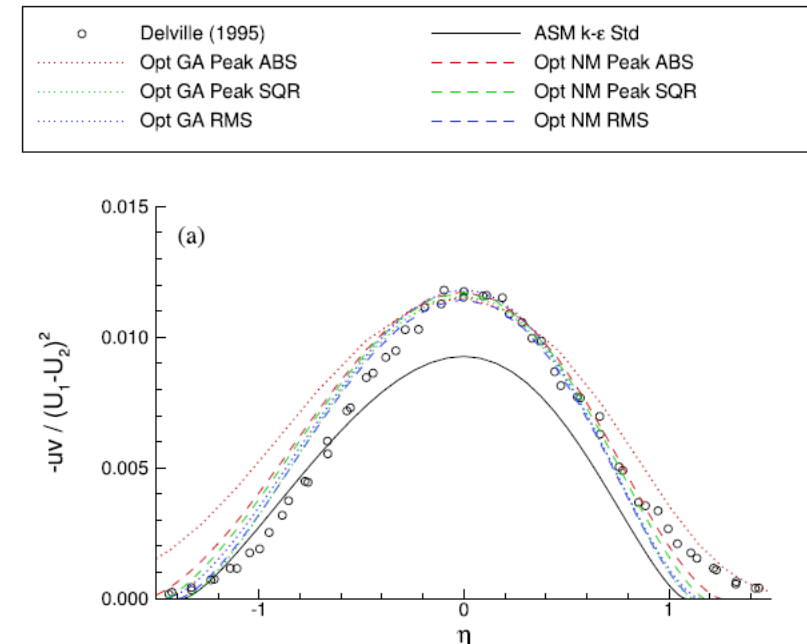 Delville (1995) ASM k-ε Std
Opt GA Peak ABS Opt NM Peak ABS
Opt GA Peak SQR Opt NM Peak SQR
Opt GA RMS Opt NM RMS
(a)
-uv / (U₁-U₂)²
0.015
0.010
0.005
0.000
-1 0 1
η